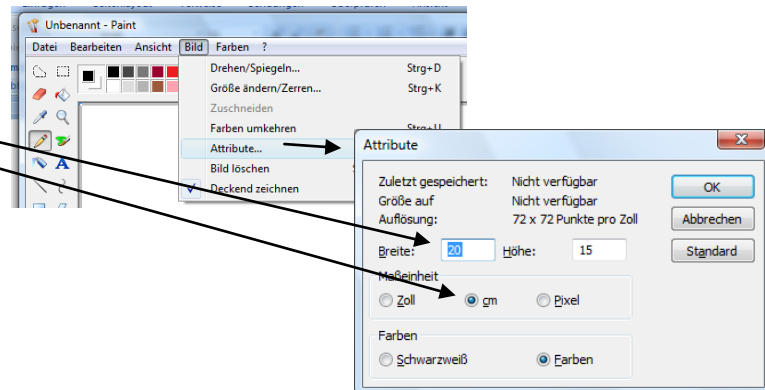 Unbenannt - Paint
Datei Bearbeiten Ansicht Bild Farben ?
Drehen/Spiegeln... Strg+D
Größe ändern/Zerren... Strg+K
Zuschneiden
Farben umkehren Strg+U
Attribute...
Bild löschen
Deckend zeichnen
A
Attribute
Zuletzt gespeichert: Nicht verfügbar
Größe auf Nicht verfügbar
Auflösung: 72 x 72 Punkte pro Zoll
OK
Abbrechen
Standard
Breite: 20 Höhe: 15
Maßeinheit
Zoll cm Pixel
Farben
Schwarzweiß Farben